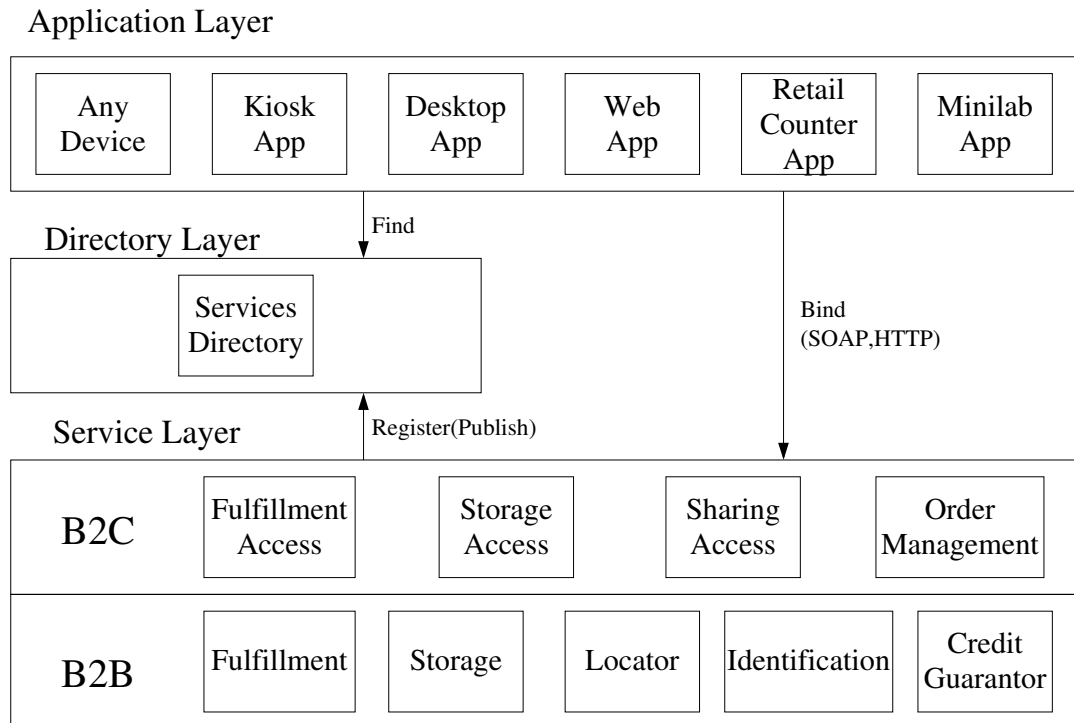 Application Layer
Any
Device
Kiosk
App
Desktop
App
Web
App
Retail
Counter
App
Minilab
App
Find
Directory Layer
Services
Directory
Bind
(SOAP,HTTP)
Register(Publish)
Service Layer
B2C
Fulfillment
Access
Storage
Access
Sharing
Access
Order
Management
B2B
Fulfillment
Storage
Locator
Identification
Credit
Guarantor